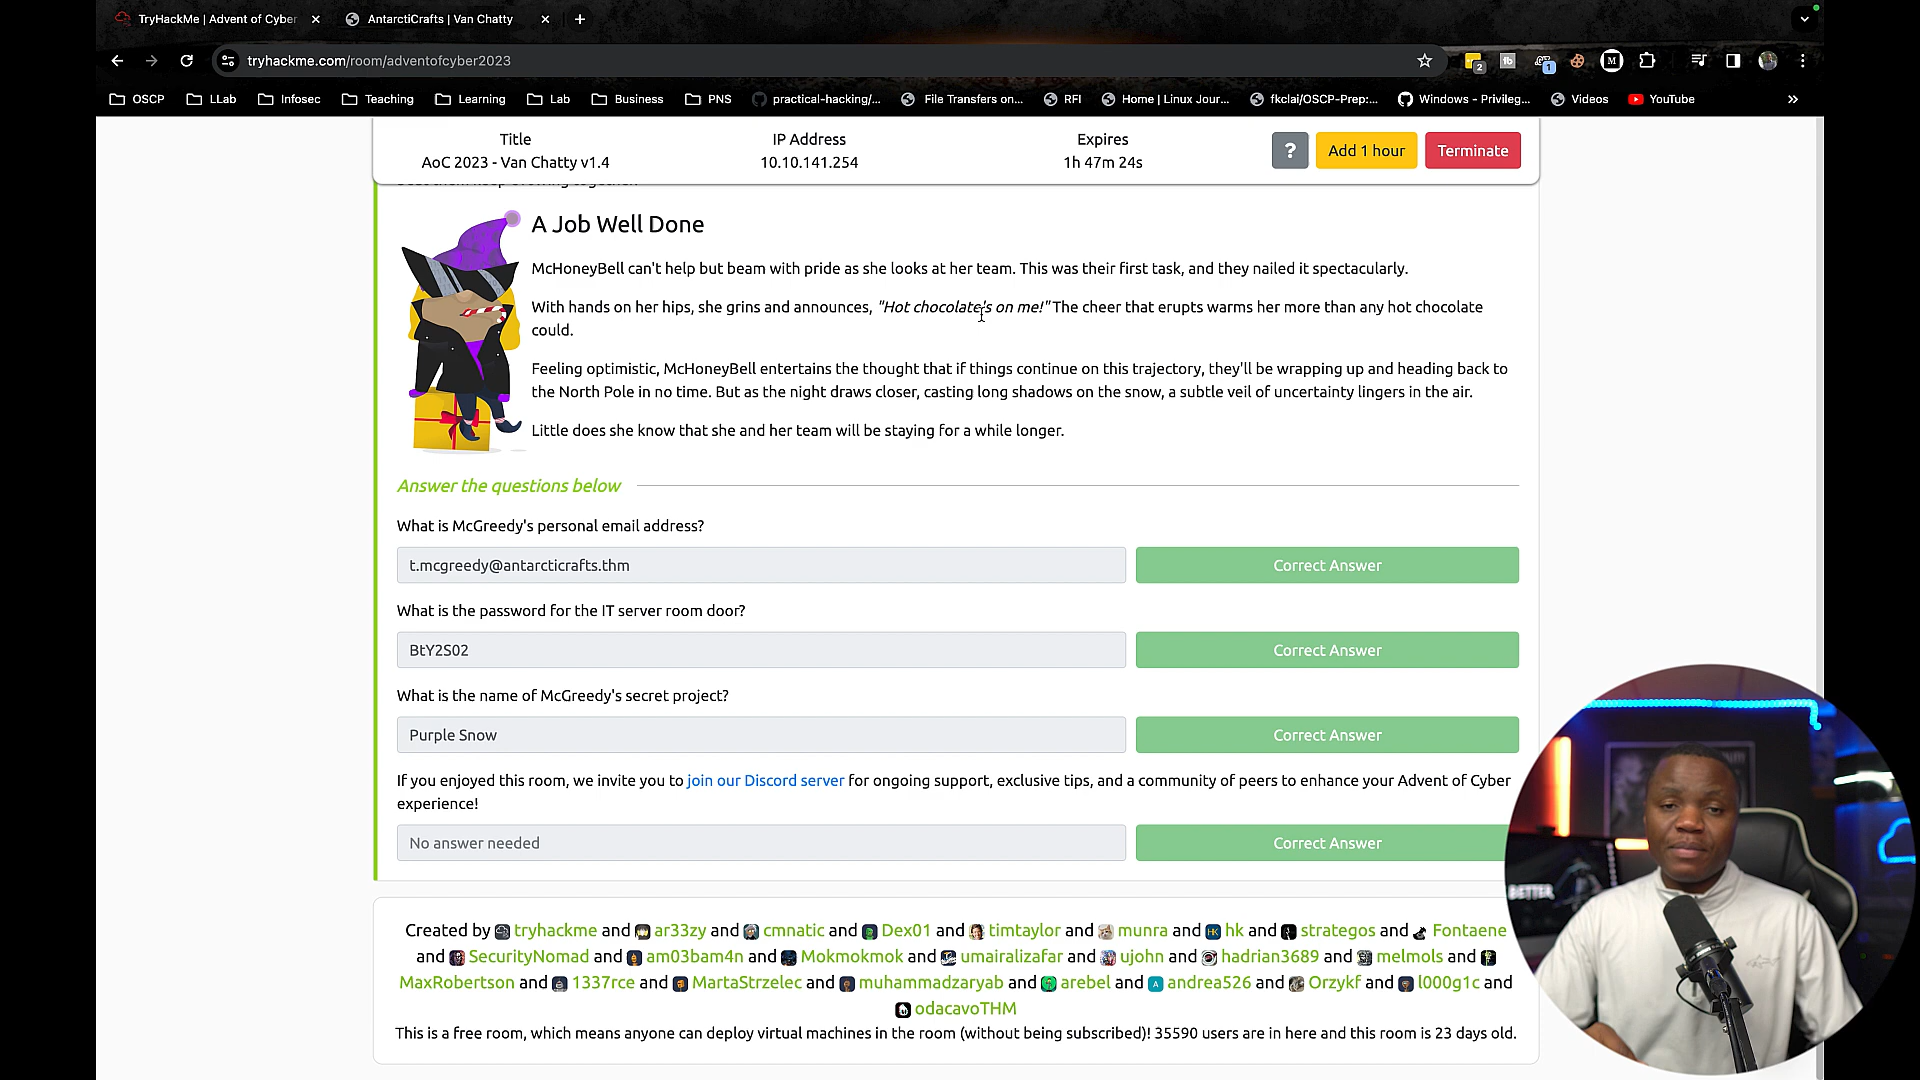 TryHackMe | Advent of Cyber
AntarctiCrafts | Van Chatty
tryhackme.com/room/adventofcyber2023
OSCP LLab Infosec Teaching Learning Lab Business PNS practical-hacking/... File Transfers on... RFI Home | Linux Jour... fkclai/OSCP-Prep:... Windows - Privileg... Videos YouTube
Title IP Address Expires
AoC 2023 - Van Chatty v1.4 10.10.141.254 1h 47m 24s
? Add 1 hour Terminate
A Job Well Done
McHoneyBell can't help but beam with pride as she looks at her team. This was their first task, and they nailed it spectacularly.
With hands on her hips, she grins and announces, "Hot chocolate's on me!" The cheer that erupts warms her more than any hot chocolate
could.
Feeling optimistic, McHoneyBell entertains the thought that if things continue on this trajectory, they'll be wrapping up and heading back to
the North Pole in no time. But as the night draws closer, casting long shadows on the snow, a subtle veil of uncertainty lingers in the air.
Little does she know that she and her team will be staying for a while longer.
Answer the questions below
What is McGreedy's personal email address?
t.mcgreedy@antarcticrafts.thm Correct Answer
What is the password for the IT server room door?
BtY2S02 Correct Answer
What is the name of McGreedy's secret project?
Purple Snow Correct Answer
If you enjoyed this room, we invite you to join our Discord server for ongoing support, exclusive tips, and a community of peers to enhance your Advent of Cyber
experience!
No answer needed Correct Answer
Created by tryhackme and ar33zy and cmnatic and Dex01 and timtaylor and munra and hk and strategos and Fontaene
and SecurityNomad and am03bam4n and Mokmokmok and umairalizafar and ujohn and hadrian3689 and melmols and
MaxRobertson and 1337rce and MartaStrzelec and muhammadzaryab and arebel and andrea526 and Orzykf and l000g1c and
odacavoTHM
This is a free room, which means anyone can deploy virtual machines in the room (without being subscribed)! 35590 users are in here and this room is 23 days old.
BETTER